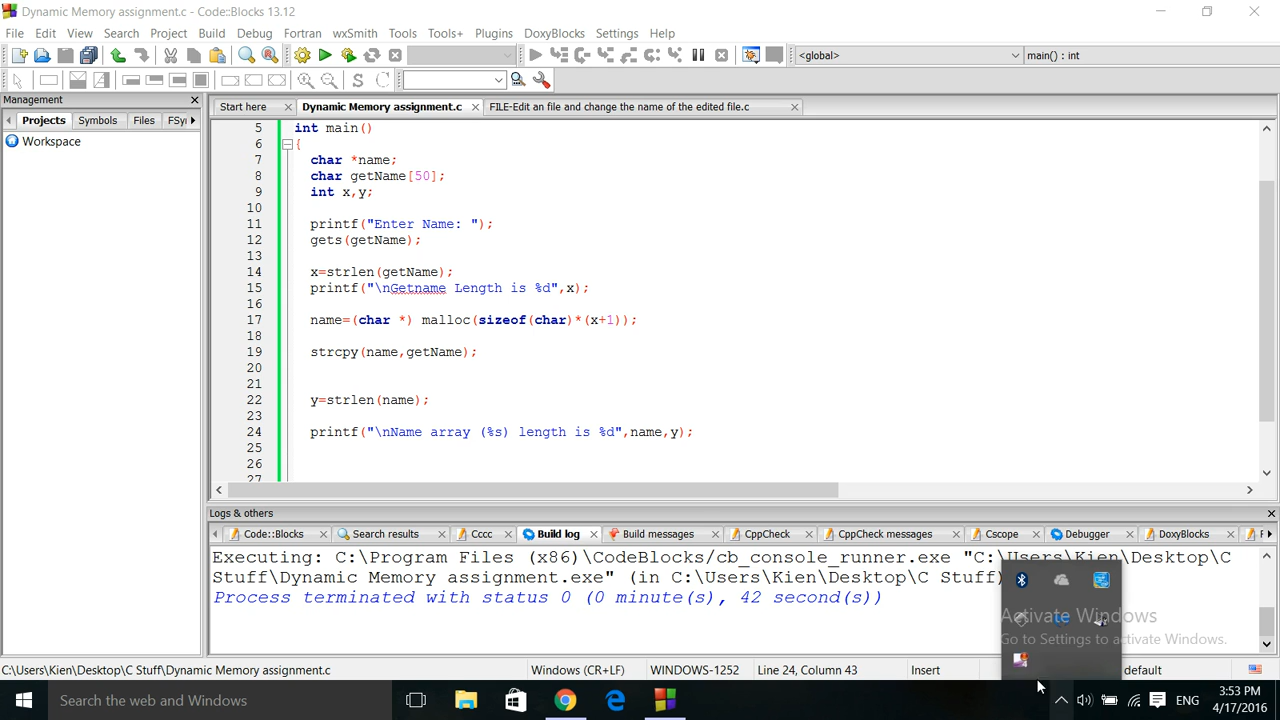 Dynamic Memory assignment.c - Code::Blocks 13.12
File Edit View Search Project Build Debug Fortran wxSmith Tools Tools+ Plugins DoxyBlocks Settings Help
<global> main() : int
S C
Management
Projects Symbols Files FSy
Workspace
Start here Dynamic Memory assignment.c FILE-Edit an file and change the name of the edited file.c
5 int main()
6 {
7 char *name;
8 char getName[50];
9 int x,y;
10
11 printf("Enter Name: ");
12 gets(getName);
13
14 x=strlen(getName);
15 printf("\nGetname Length is %d",x);
16
17 name=(char *) malloc(sizeof(char)*(x+1));
18
19 strcpy(name,getName);
20
21
22 y=strlen(name);
23
24 printf("\nName array (%s) length is %d",name,y);
25
26
27
Logs & others
Code::Blocks Search results Cccc Build log Build messages CppCheck CppCheck messages Cscope Debugger DoxyBlocks F
Executing: C:\Program Files (x86)\CodeBlocks/cb_console_runner.exe "C:\Users\Kien\Desktop\C
Stuff\Dynamic Memory assignment.exe" (in C:\Users\Kien\Desktop\C Stuff)
Process terminated with status 0 (0 minute(s), 42 second(s))
Activate Windows
Go to Settings to activate Windows.
C:\Users\Kien\Desktop\C Stuff\Dynamic Memory assignment.c Windows (CR+LF) WINDOWS-1252 Line 24, Column 43 Insert default
Search the web and Windows
ENG
3:53 PM
4/17/2016